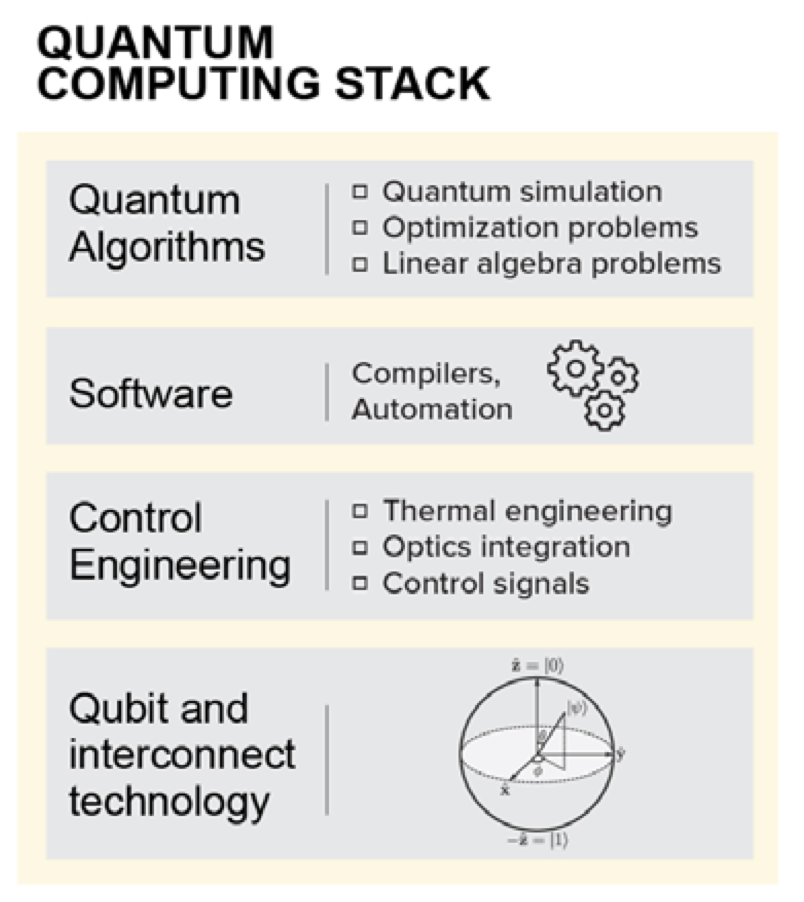 QUANTUM
COMPUTING STACK
Quantum
Algorithms
Quantum simulation
Optimization problems
Linear algebra problems
Software
Compilers,
Automation
Control
Engineering
Thermal engineering
Optics integration
Control signals
Qubit and
interconnect
technology
ẑ = |0⟩
|ψ⟩
θ
ŷ
ϕ
x̂
−ẑ = |1⟩